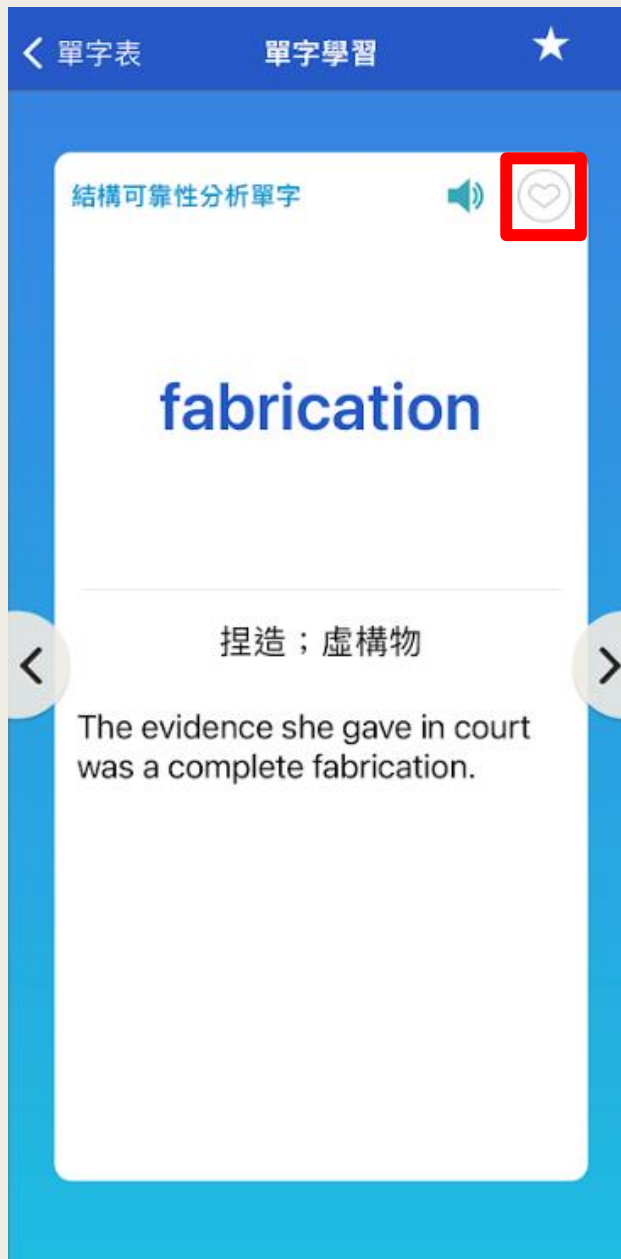 單字表
單字學習
結構可靠性分析單字
fabrication
捏造；虛構物
The evidence she gave in court
was a complete fabrication.